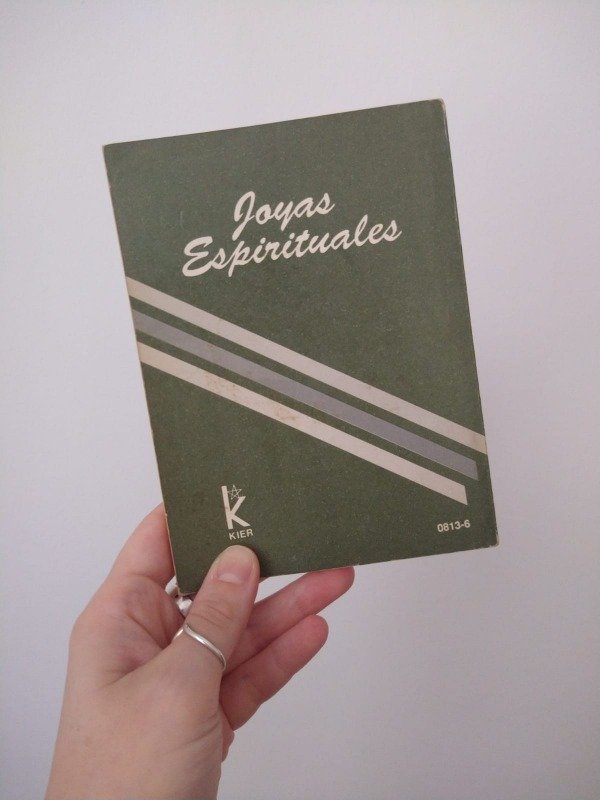 Joyas
Espirituales
k
KIER
0813-6